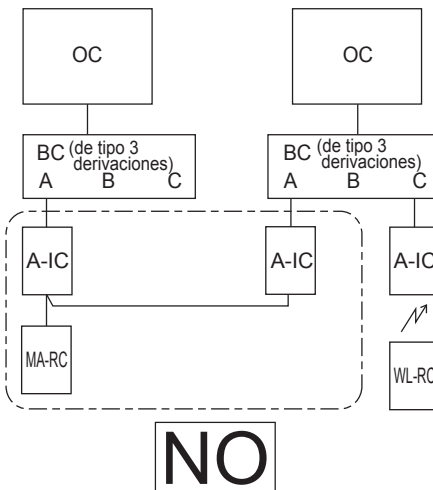 OC
OC
BC (de tipo 3
derivaciones)
A B C
BC (de tipo 3
derivaciones)
A B C
A-IC
A-IC
A-IC
MA-RC
WL-RC
NO